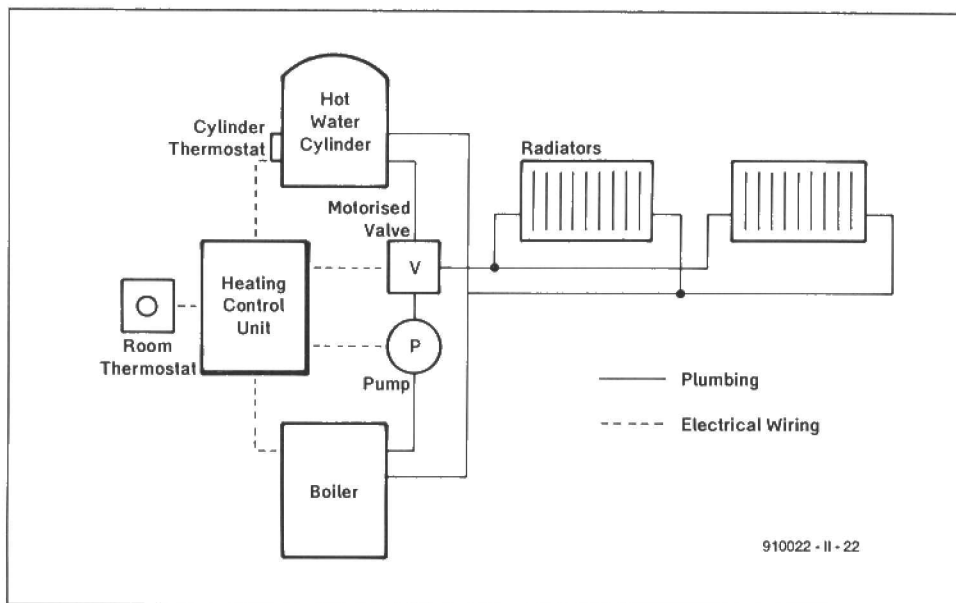 Hot
Water
Cylinder
Cylinder
Thermostat
Radiators
Motorised
Valve
V
Heating
Control
Unit
Room
Thermostat
P
Pump
Plumbing
Electrical Wiring
Boiler
910022 - II - 22